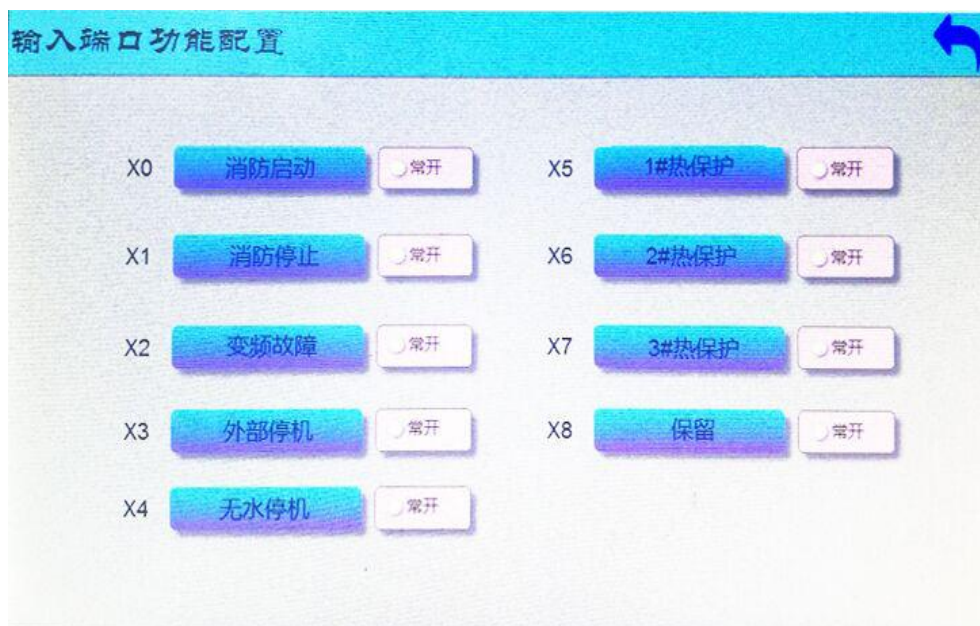 输入端口功能配置
X0 消防启动 常开 X5 1#热保护 常开
X1 消防停止 常开 X6 2#热保护 常开
X2 变频故障 常开 X7 3#热保护 常开
X3 外部停机 常开 X8 保留 常开
X4 无水停机 常开